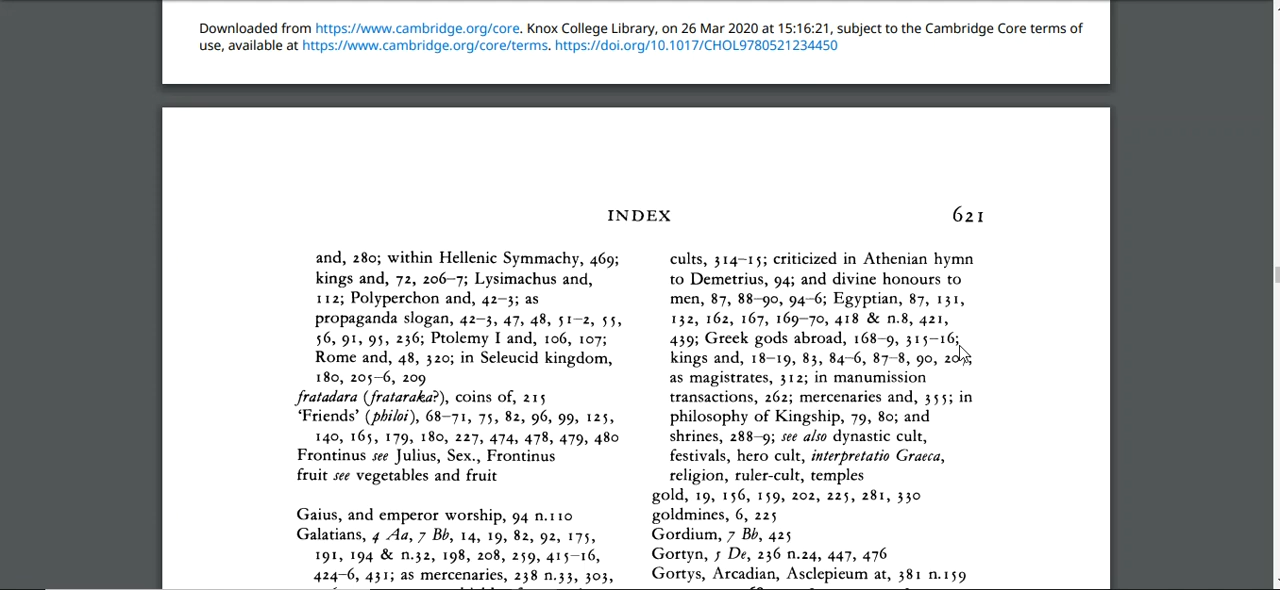 Downloaded from https://www.cambridge.org/core. Knox College Library, on 26 Mar 2020 at 15:16:21, subject to the Cambridge Core terms of
use, available at https://www.cambridge.org/core/terms. https://doi.org/10.1017/CHOL9780521234450
INDEX 621
and, 280; within Hellenic Symmachy, 469;
kings and, 72, 206–7; Lysimachus and,
112; Polyperchon and, 42–3; as
propaganda slogan, 42–3, 47, 48, 51–2, 55,
56, 91, 95, 236; Ptolemy I and, 106, 107;
Rome and, 48, 320; in Seleucid kingdom,
180, 205–6, 209
fratadara (frataraka?), coins of, 215
‘Friends’ (philoi), 68–71, 75, 82, 96, 99, 125,
140, 165, 179, 180, 227, 474, 478, 479, 480
Frontinus see Julius, Sex., Frontinus
fruit see vegetables and fruit
Gaius, and emperor worship, 94 n.110
Galatians, 4 Aa, 7 Bb, 14, 19, 82, 92, 175,
191, 194 & n.32, 198, 208, 259, 415–16,
424–6, 431; as mercenaries, 238 n.33, 303,
cults, 314–15; criticized in Athenian hymn
to Demetrius, 94; and divine honours to
men, 87, 88–90, 94–6; Egyptian, 87, 131,
132, 162, 167, 169–70, 418 & n.8, 421,
439; Greek gods abroad, 168–9, 315–16;
kings and, 18–19, 83, 84–6, 87–8, 90,
as magistrates, 312; in manumission
transactions, 262; mercenaries and, 355; in
philosophy of Kingship, 79, 80; and
shrines, 288–9; see also dynastic cult,
festivals, hero cult, interpretatio Graeca,
religion, ruler-cult, temples
gold, 19, 156, 159, 202, 225, 281, 330
goldmines, 6, 225
Gordium, 7 Bb, 425
Gortyn, 5 De, 236 n.24, 447, 476
Gortys, Arcadian, Asclepieum at, 381 n.159